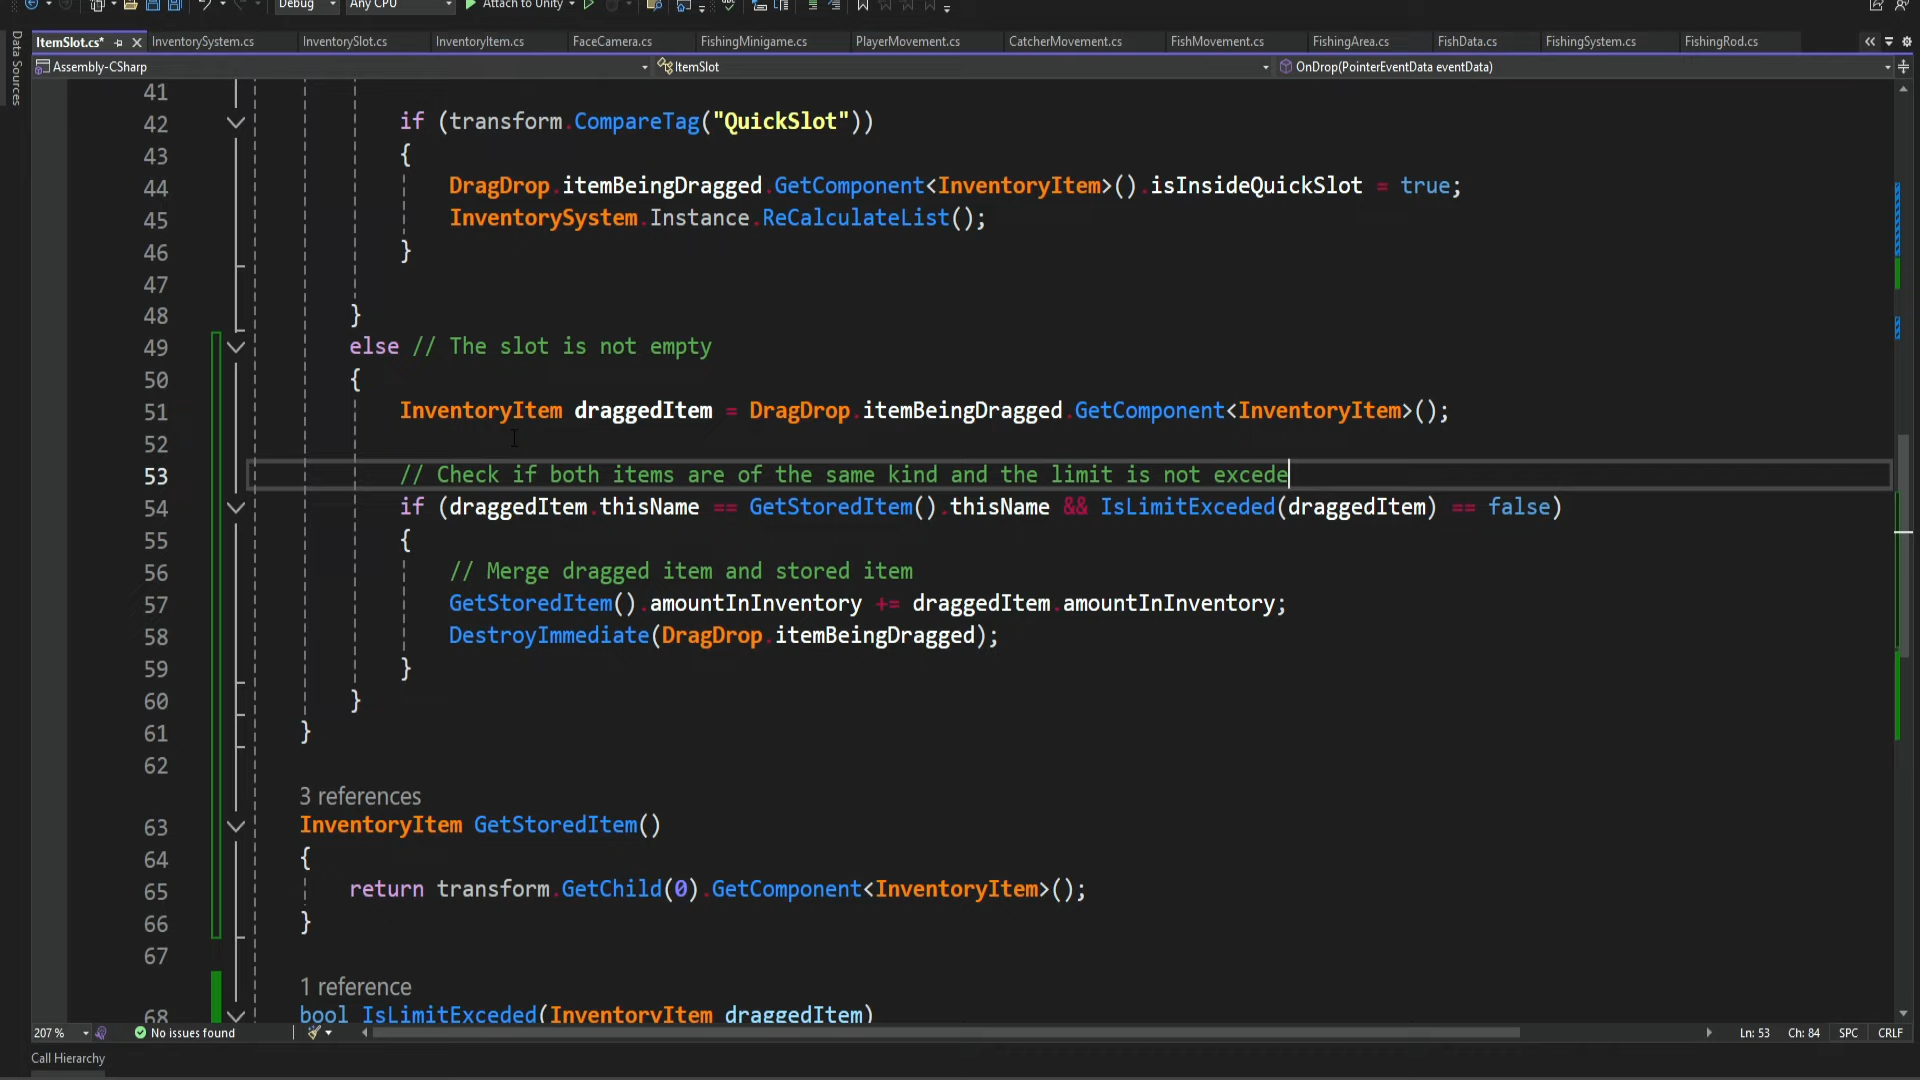 Debug Any CPU Attach to Unity
Data Sources
ItemSlot.cs* InventorySystem.cs InventorySlot.cs InventoryItem.cs FaceCamera.cs FishingMinigame.cs PlayerMovement.cs CatcherMovement.cs FishMovement.cs FishingArea.cs FishData.cs FishingSystem.cs FishingRod.cs
Assembly-CSharp ItemSlot OnDrop(PointerEventData eventData)
41
42 if (transform.CompareTag("QuickSlot"))
43 {
44 DragDrop.itemBeingDragged.GetComponent<InventoryItem>().isInsideQuickSlot = true;
45 InventorySystem.Instance.ReCalculateList();
46 }
47
48 }
49 else // The slot is not empty
50 {
51 InventoryItem draggedItem = DragDrop.itemBeingDragged.GetComponent<InventoryItem>();
52
53 // Check if both items are of the same kind and the limit is not excede
54 if (draggedItem.thisName == GetStoredItem().thisName && IsLimitExceded(draggedItem) == false)
55 {
56 // Merge dragged item and stored item
57 GetStoredItem().amountInInventory += draggedItem.amountInInventory;
58 DestroyImmediate(DragDrop.itemBeingDragged);
59 }
60 }
61 }
62
3 references
63 InventoryItem GetStoredItem()
64 {
65 return transform.GetChild(0).GetComponent<InventoryItem>();
66 }
67
1 reference
68 bool IsLimitExceded(InventoryItem draggedItem)
207 % No issues found Ln: 53 Ch: 84 SPC CRLF
Call Hierarchy